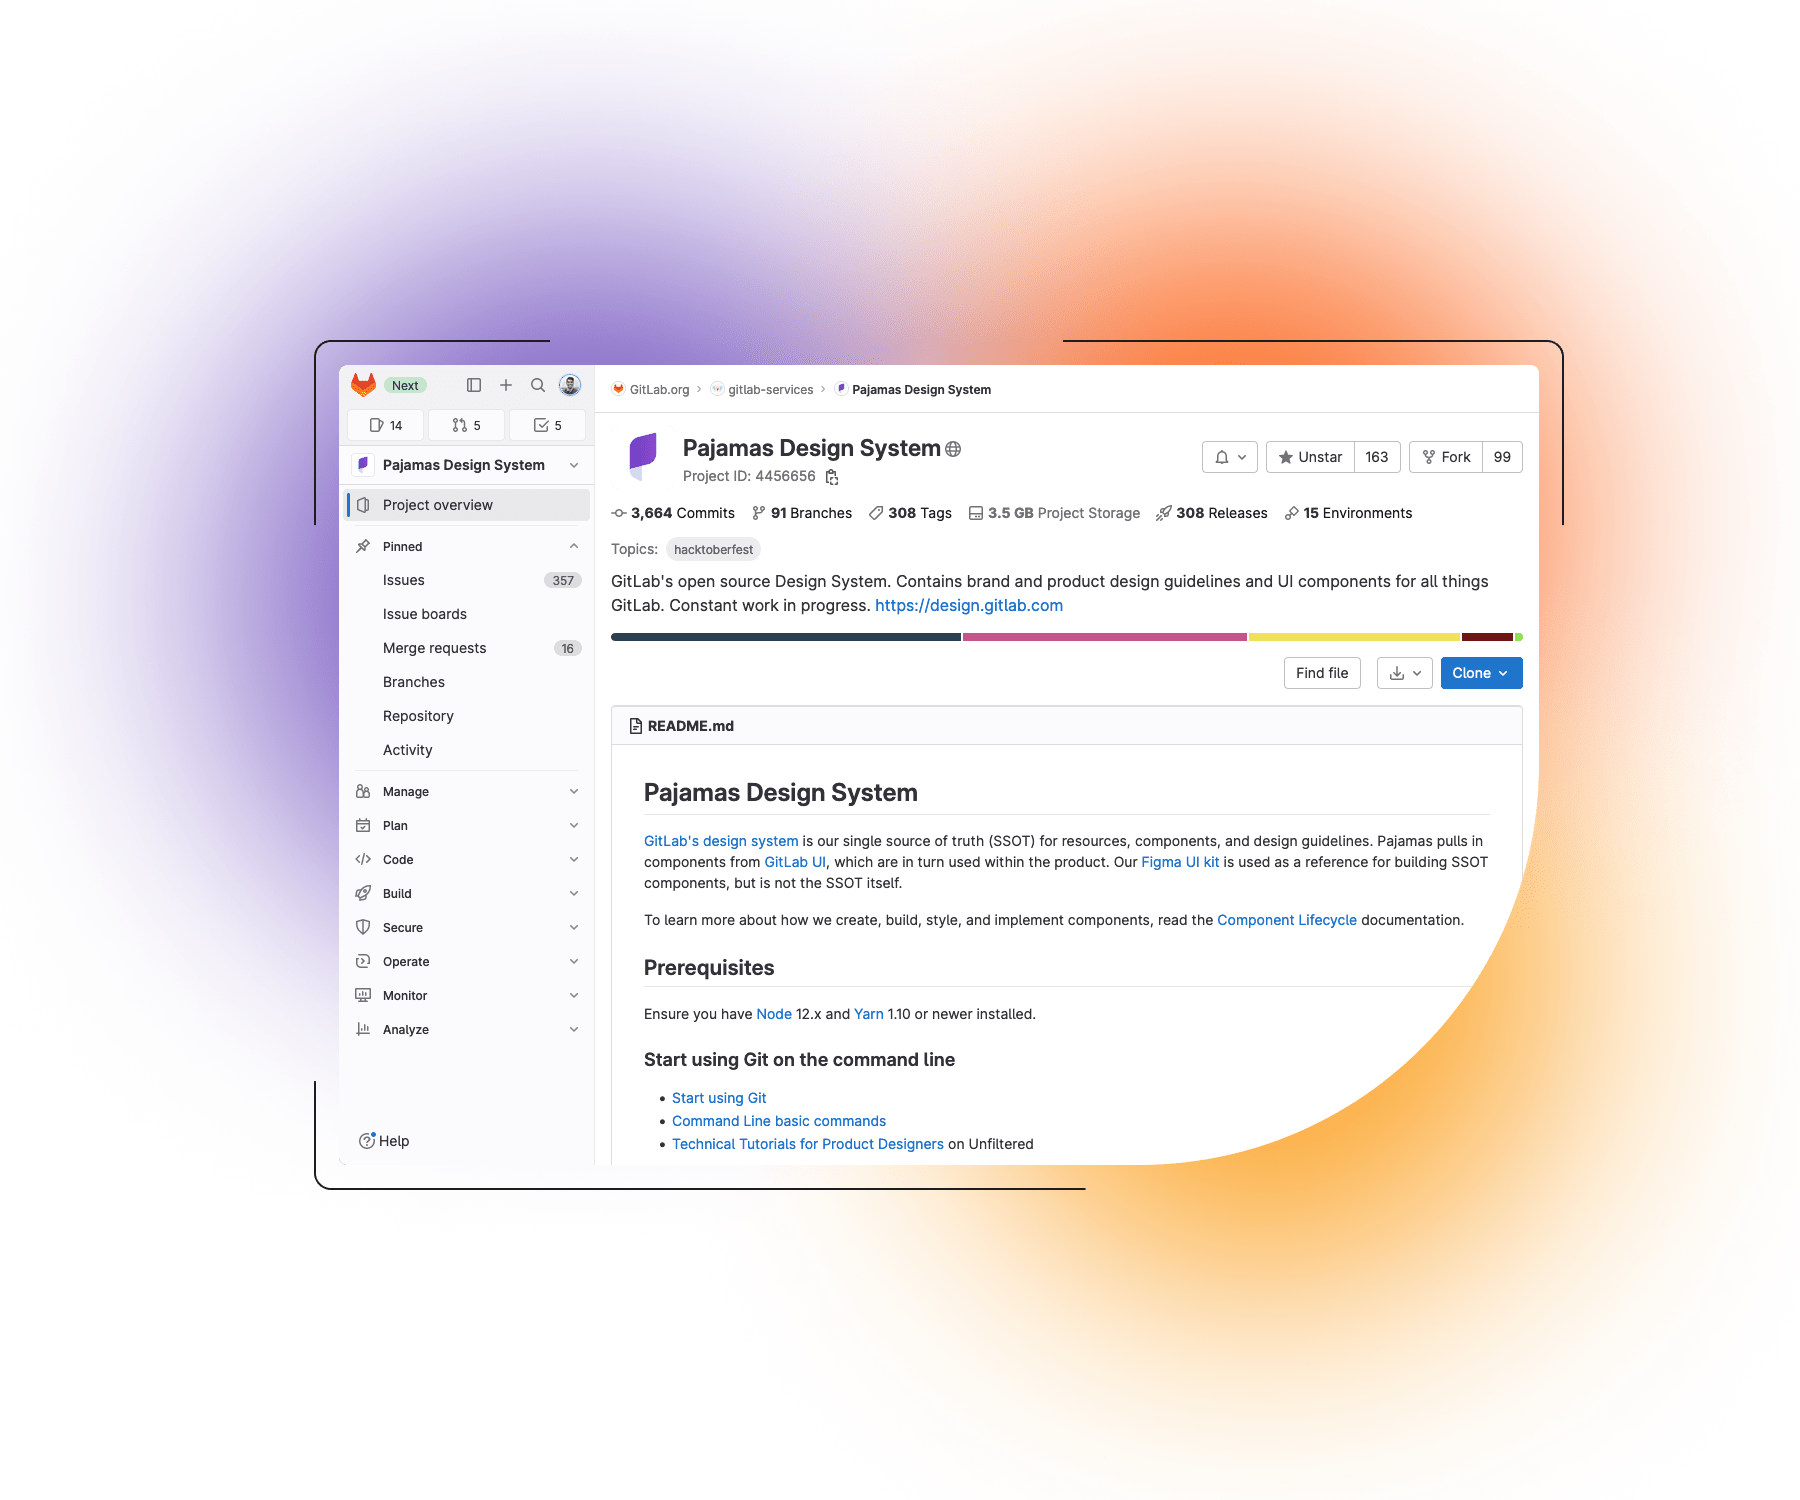 Next
14
5
5
Pajamas Design System
Project overview
Pinned
Issues 357
Issue boards
Merge requests 16
Branches
Repository
Activity
Manage
Plan
Code
Build
Secure
Operate
Monitor
Analyze
Help
GitLab.org › gitlab-services › Pajamas Design System
Pajamas Design System
Project ID: 4456656
Unstar 163 Fork 99
3,664 Commits 91 Branches 308 Tags 3.5 GB Project Storage 308 Releases 15 Environments
Topics: hacktoberfest
GitLab's open source Design System. Contains brand and product design guidelines and UI components for all things
GitLab. Constant work in progress. https://design.gitlab.com
Find file Clone
README.md
Pajamas Design System
GitLab's design system is our single source of truth (SSOT) for resources, components, and design guidelines. Pajamas pulls in
components from GitLab UI, which are in turn used within the product. Our Figma UI kit is used as a reference for building SSOT
components, but is not the SSOT itself.
To learn more about how we create, build, style, and implement components, read the Component Lifecycle documentation.
Prerequisites
Ensure you have Node 12.x and Yarn 1.10 or newer installed.
Start using Git on the command line
• Start using Git
• Command Line basic commands
• Technical Tutorials for Product Designers on Unfiltered